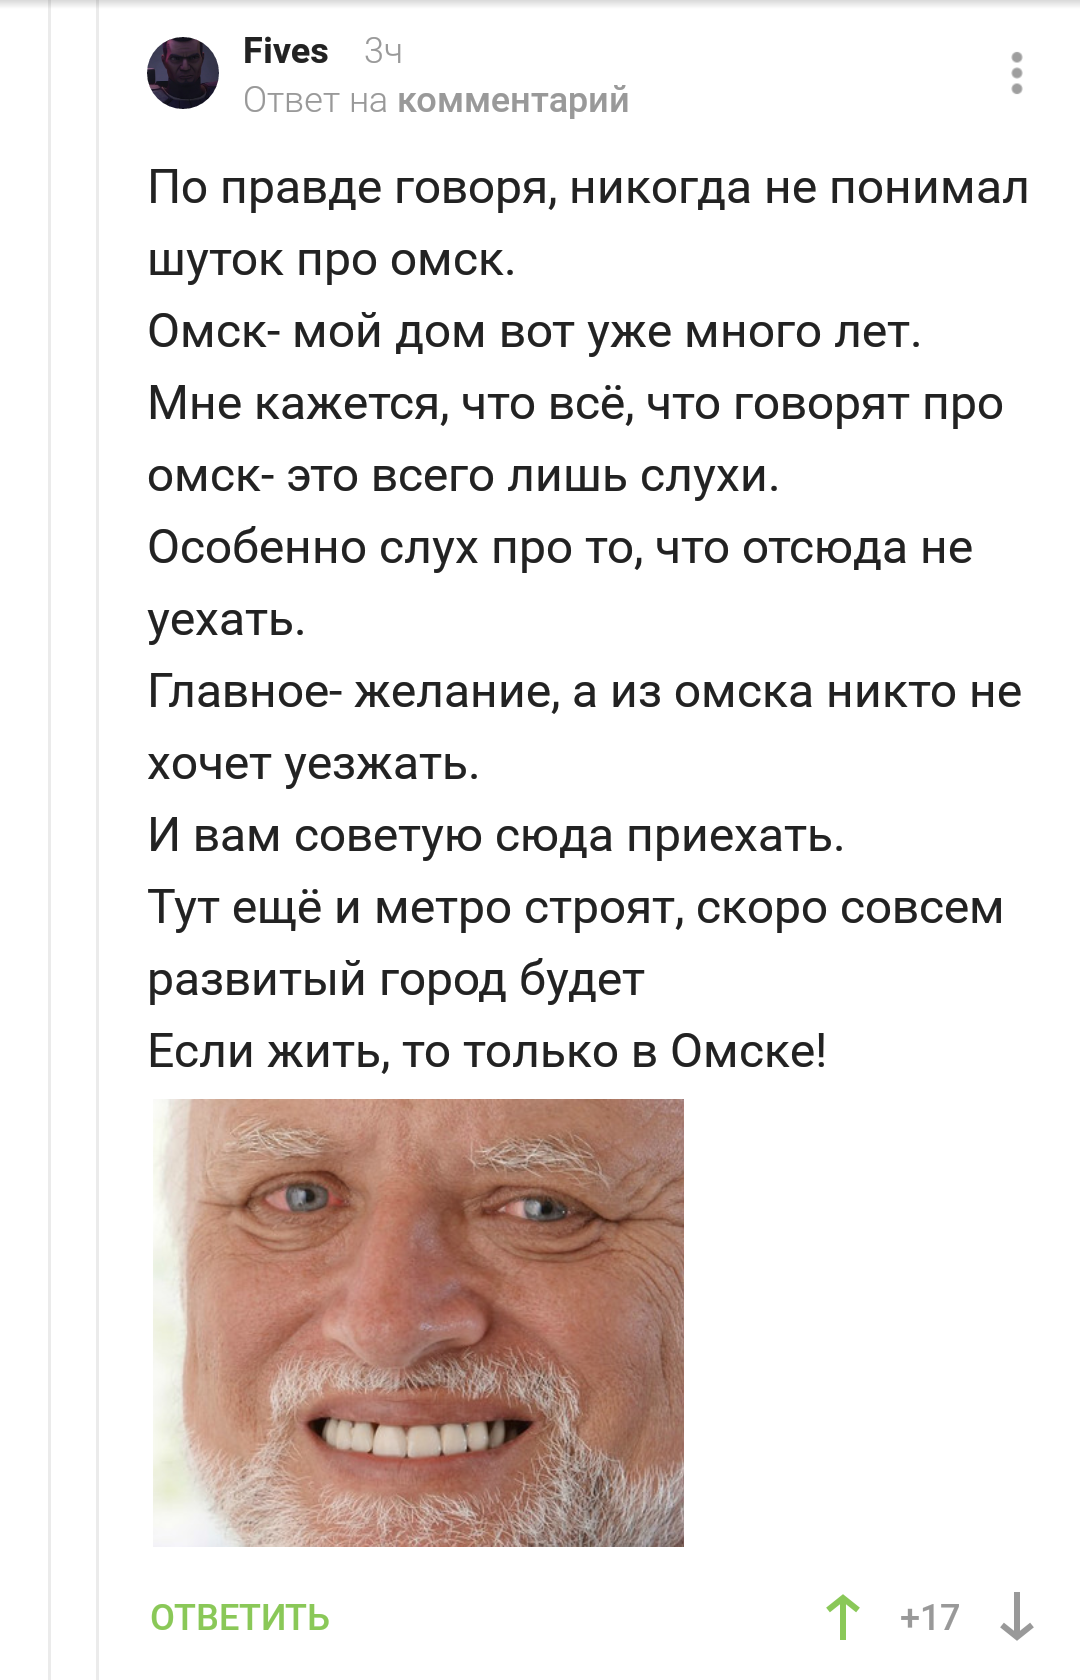 Fives 3ч
Ответ на комментарий
По правде говоря, никогда не понимал
шуток про омск.
Омск- мой дом вот уже много лет.
Мне кажется, что всё, что говорят про
омск- это всего лишь слухи.
Особенно слух про то, что отсюда не
уехать.
Главное- желание, а из омска никто не
хочет уезжать.
И вам советую сюда приехать.
Тут ещё и метро строят, скоро совсем
развитый город будет
Если жить, то только в Омске!
ОТВЕТИТЬ +17